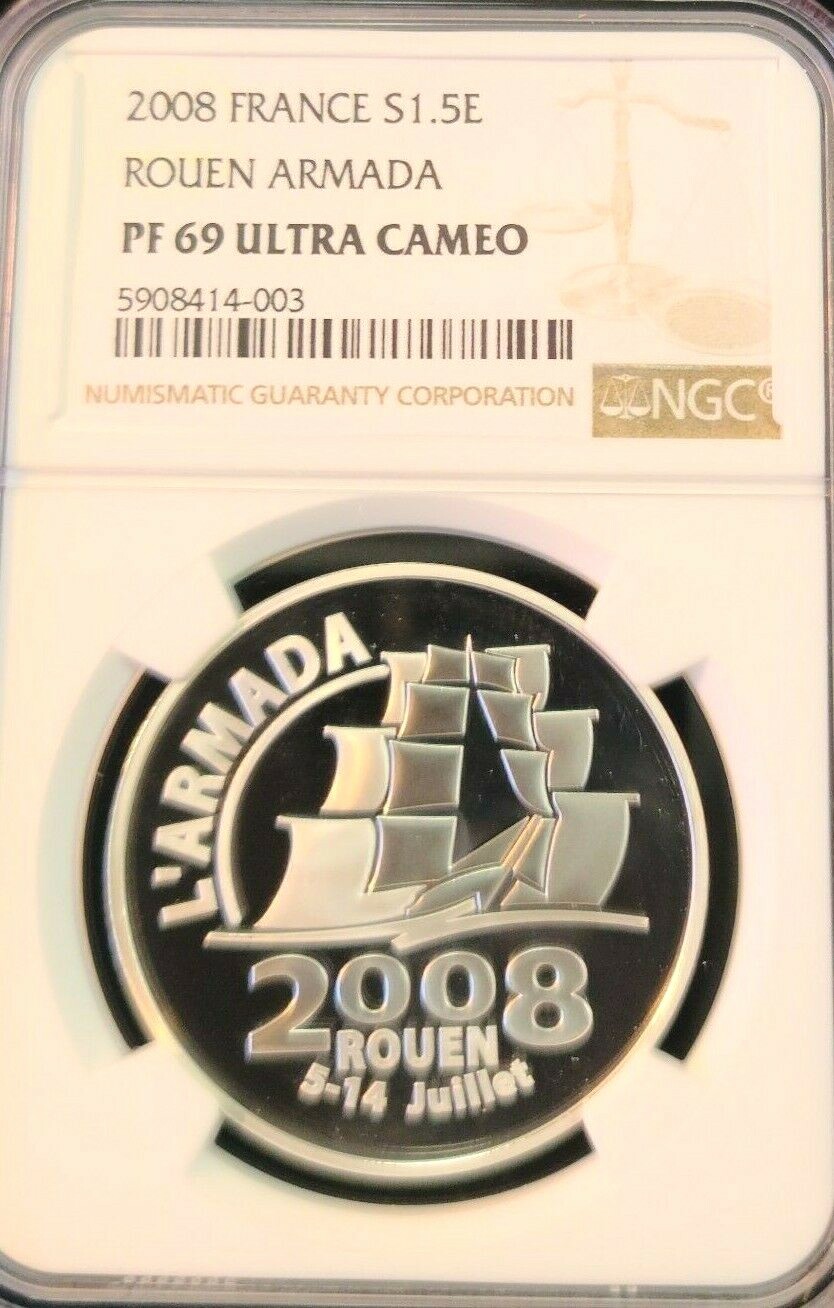 2008 FRANCE S1.5E
ROUEN ARMADA
PF 69 ULTRA CAMEO
5908414-003
NUMISMATIC GUARANTY CORPORATION
NGC®
L'ARMADA
2008
ROUEN
5-14 Juillet